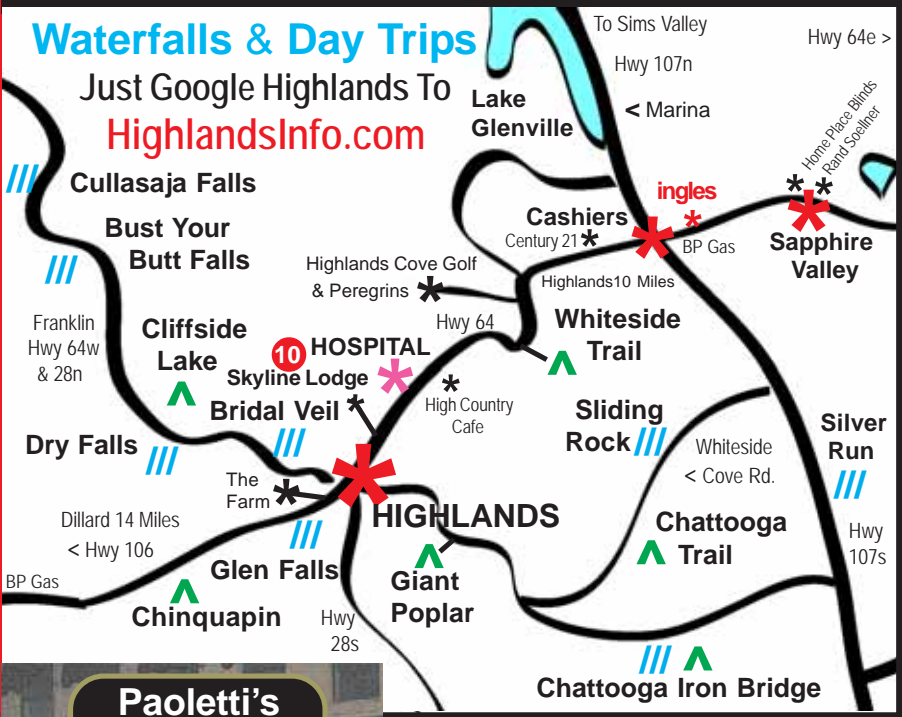 Waterfalls & Day Trips
Just Google Highlands To
HighlandsInfo.com
To Sims Valley
Hwy 107n
Hwy 64e >
Lake
Glenville
< Marina
Home Place Blinds
Rand Soellner
ingles
Cashiers
Century 21
BP Gas
Sapphire
Valley
Cullasaja Falls
Bust Your
Butt Falls
Highlands Cove Golf
& Peregrins
Highlands10 Miles
Hwy 64
Whiteside
Trail
Franklin
Hwy 64w
& 28n
Cliffside
Lake
10 HOSPITAL
Skyline Lodge
Bridal Veil
High Country
Cafe
Sliding
Rock
Whiteside
< Cove Rd.
Silver
Run
Dry Falls
The
Farm
HIGHLANDS
Dillard 14 Miles
< Hwy 106
Chattooga
Trail
Hwy
107s
BP Gas
Glen Falls
Giant
Poplar
Chinquapin
Hwy
28s
Chattooga Iron Bridge
Paoletti's